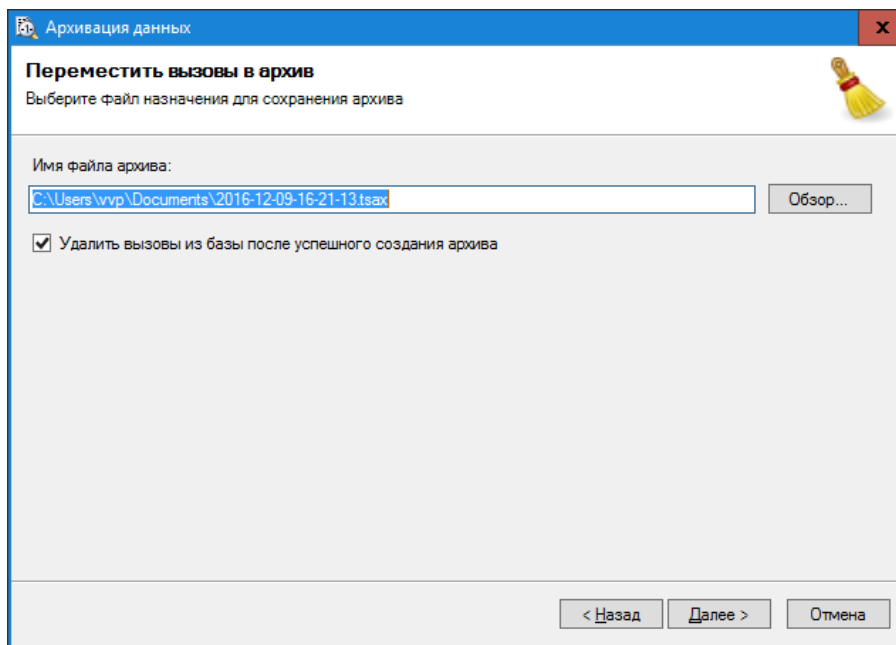 Архивация данных
Переместить вызовы в архив
Выберите файл назначения для сохранения архива
Имя файла архива:
C:\Users\vvp\Documents\2016-12-09-16-21-13.tsax
Обзор...
Удалить вызовы из базы после успешного создания архива
< Назад
Далее >
Отмена